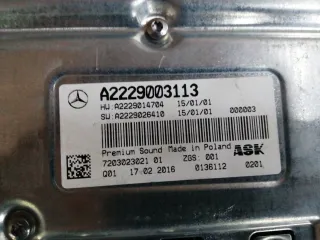 A2229003113
HW:A2229014704 15/01/01
SW:A2229026410 15/01/01 000003
Premium Sound Made in Poland ASK
7203023021 01 ZGS: 001
Q01 17 02 2016 0136112 0201